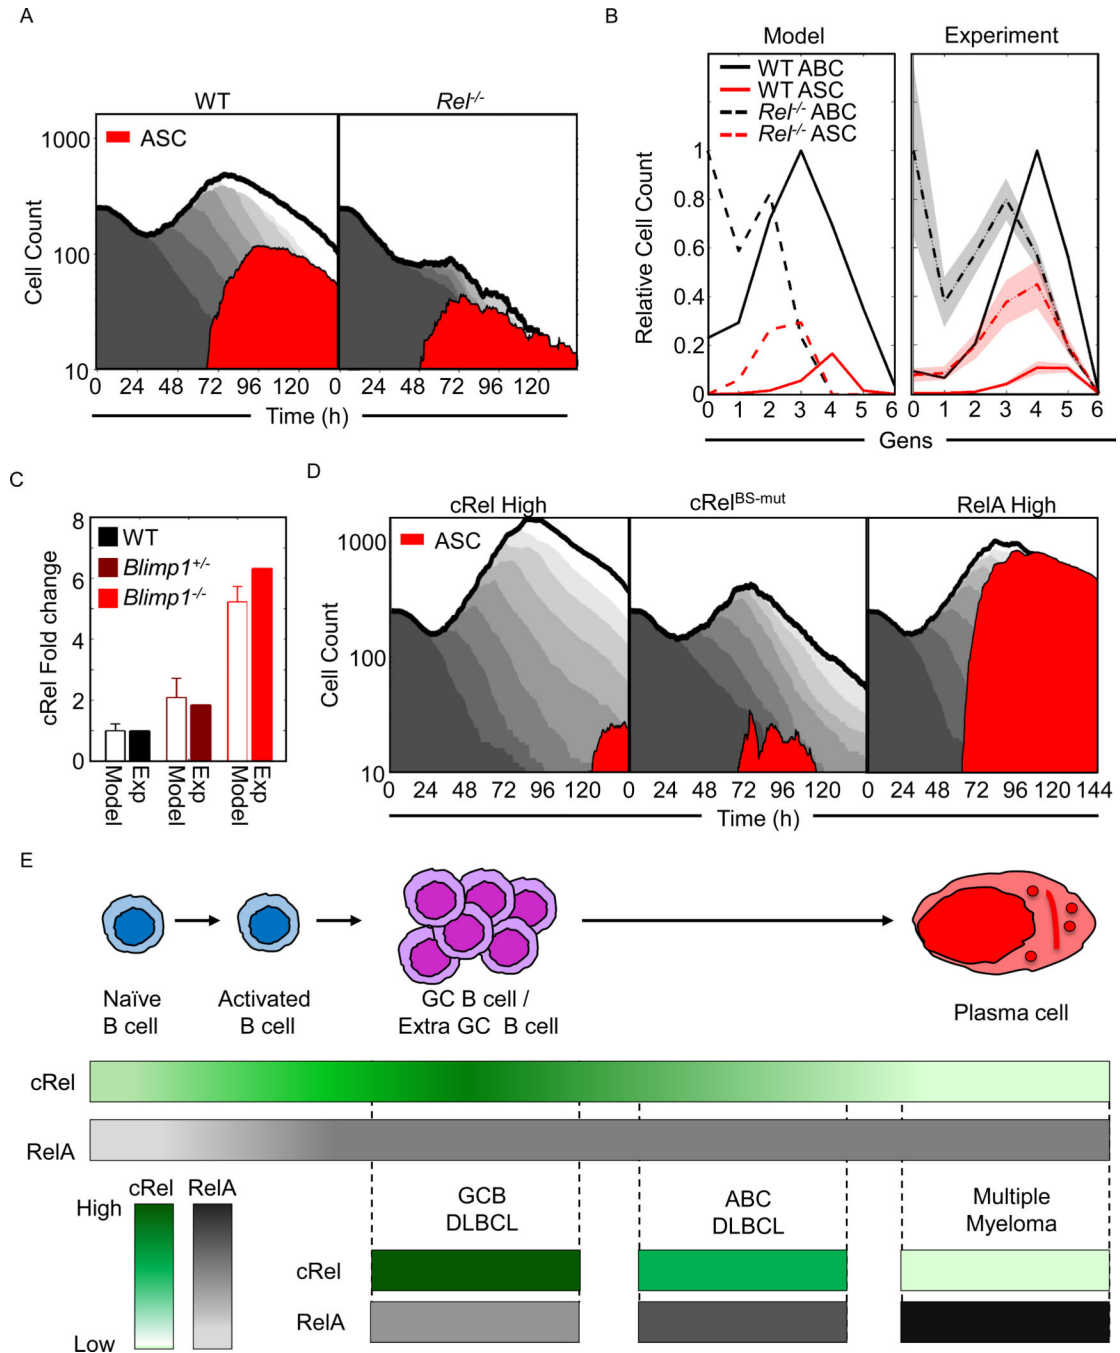 A
WT
Rel-/-
ASC
1000
100
10
Cell Count
0 24 48 72 96 120
0 24 48 72 96 120
Time (h)
B
Model
Experiment
WT ABC
WT ASC
Rel-/- ABC
Rel-/- ASC
1
0.8
0.6
0.4
0.2
0
Relative Cell Count
0 1 2 3 4 5 6
0 1 2 3 4 5 6
Gens
C
8
6
4
2
0
cRel Fold change
WT
Blimp1+/-
Blimp1-/-
Model
Exp
Model
Exp
Model
Exp
D
cRel High
cRelBS-mut
RelA High
ASC
1000
100
10
Cell Count
0 24 48 72 96 120
0 24 48 72 96 120
0 24 48 72 96 120 144
Time (h)
E
Naïve
B cell
Activated
B cell
GC B cell /
Extra GC B cell
Plasma cell
cRel
RelA
cRel RelA
High
Low
GCB
DLBCL
ABC
DLBCL
Multiple
Myeloma
cRel
RelA